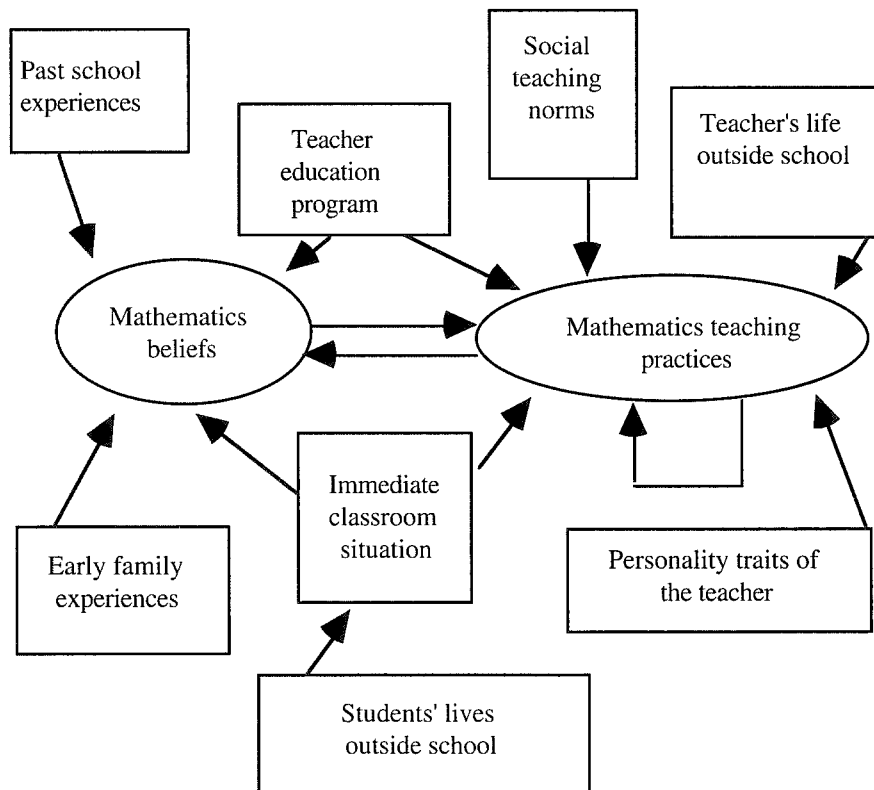 Past school
experiences
Social
teaching
norms
Teacher
education
program
Teacher's life
outside school
Mathematics
beliefs
Mathematics teaching
practices
Immediate
classroom
situation
Early family
experiences
Personality traits of
the teacher
Students' lives
outside school